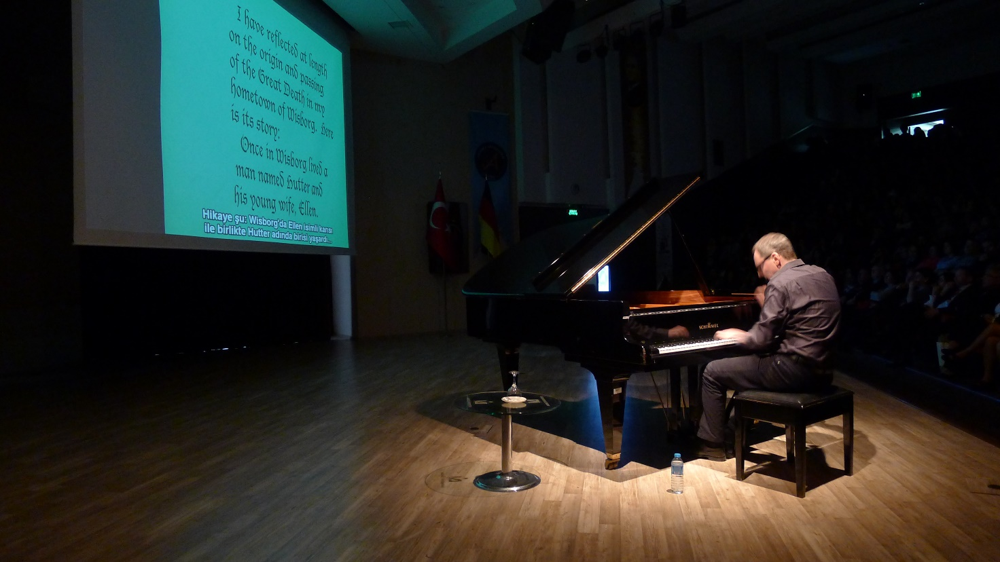 I have reflected at length
on the origin and passing
of the Great Death in my
hometown of Wisborg. Here
is its story:
Once in Wisborg lived a
man named Hutter and
his young wife, Ellen.
Hikaye şu: Wisborg'da Ellen isimli karısı
ile birlikte Hutter adında birisi yaşardı...
SCHIMMEL